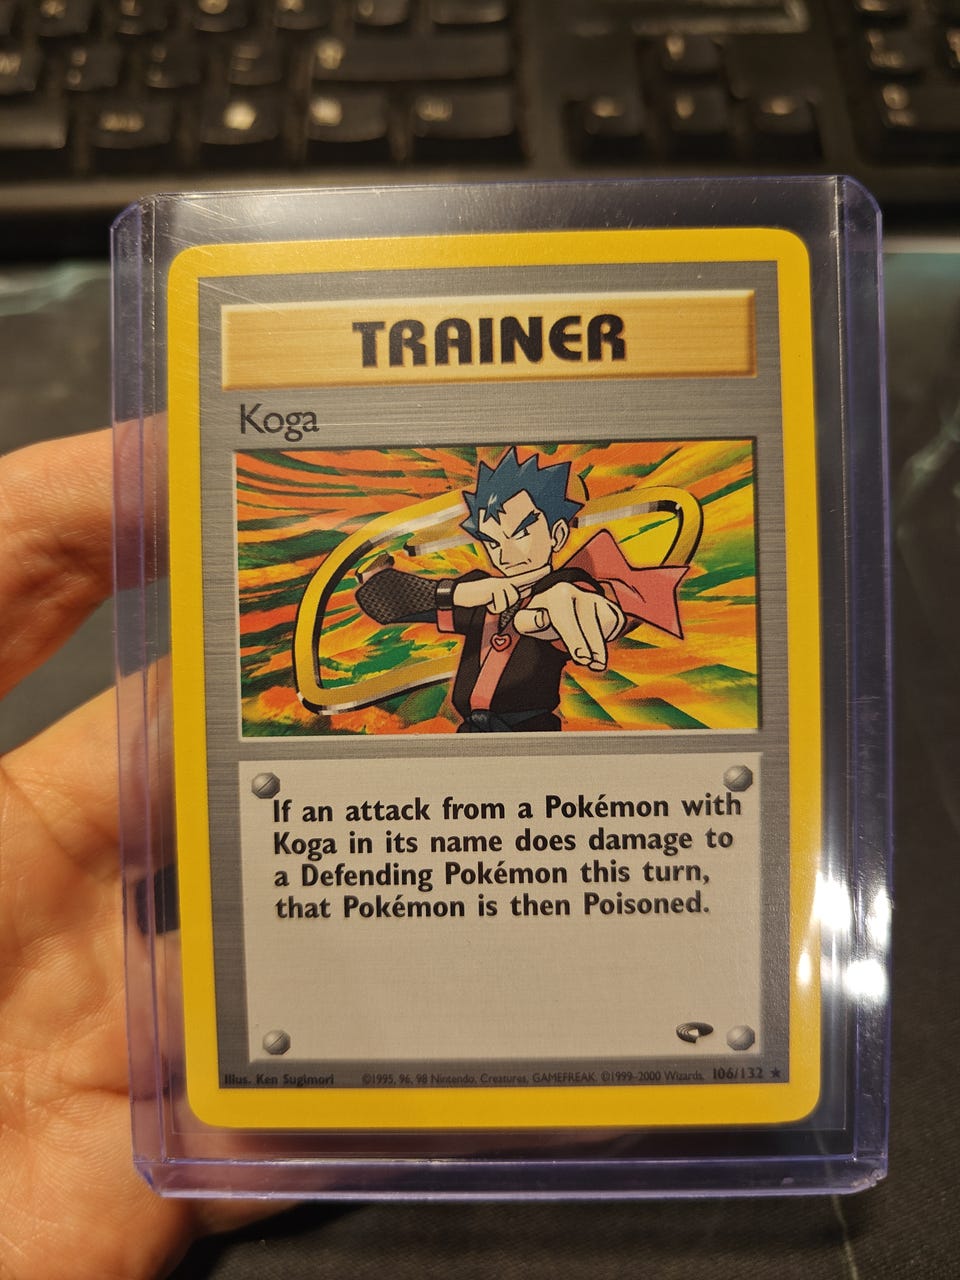 TRAINER
Koga
If an attack from a Pokémon with
Koga in its name does damage to
a Defending Pokémon this turn,
that Pokémon is then Poisoned.
Illus. Ken Sugimori ©1995, 96, 98 Nintendo, Creatures, GAMEFREAK. ©1999-2000 Wizards. 106/132 ★